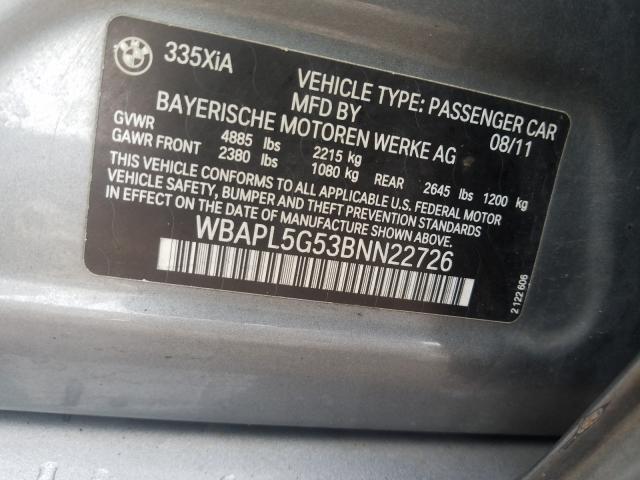 BMW 335XiA
VEHICLE TYPE: PASSENGER CAR
MFD BY 08/11
BAYERISCHE MOTOREN WERKE AG
GVWR 4885 lbs 2215 kg
GAWR FRONT 2380 lbs 1080 kg REAR 2645 lbs 1200 kg
THIS VEHICLE CONFORMS TO ALL APPLICABLE U.S. FEDERAL MOTOR
VEHICLE SAFETY, BUMPER AND THEFT PREVENTION STANDARDS
IN EFFECT ON THE DATE OF MANUFACTURE SHOWN ABOVE.
WBAPL5G53BNN22726
2 122 606